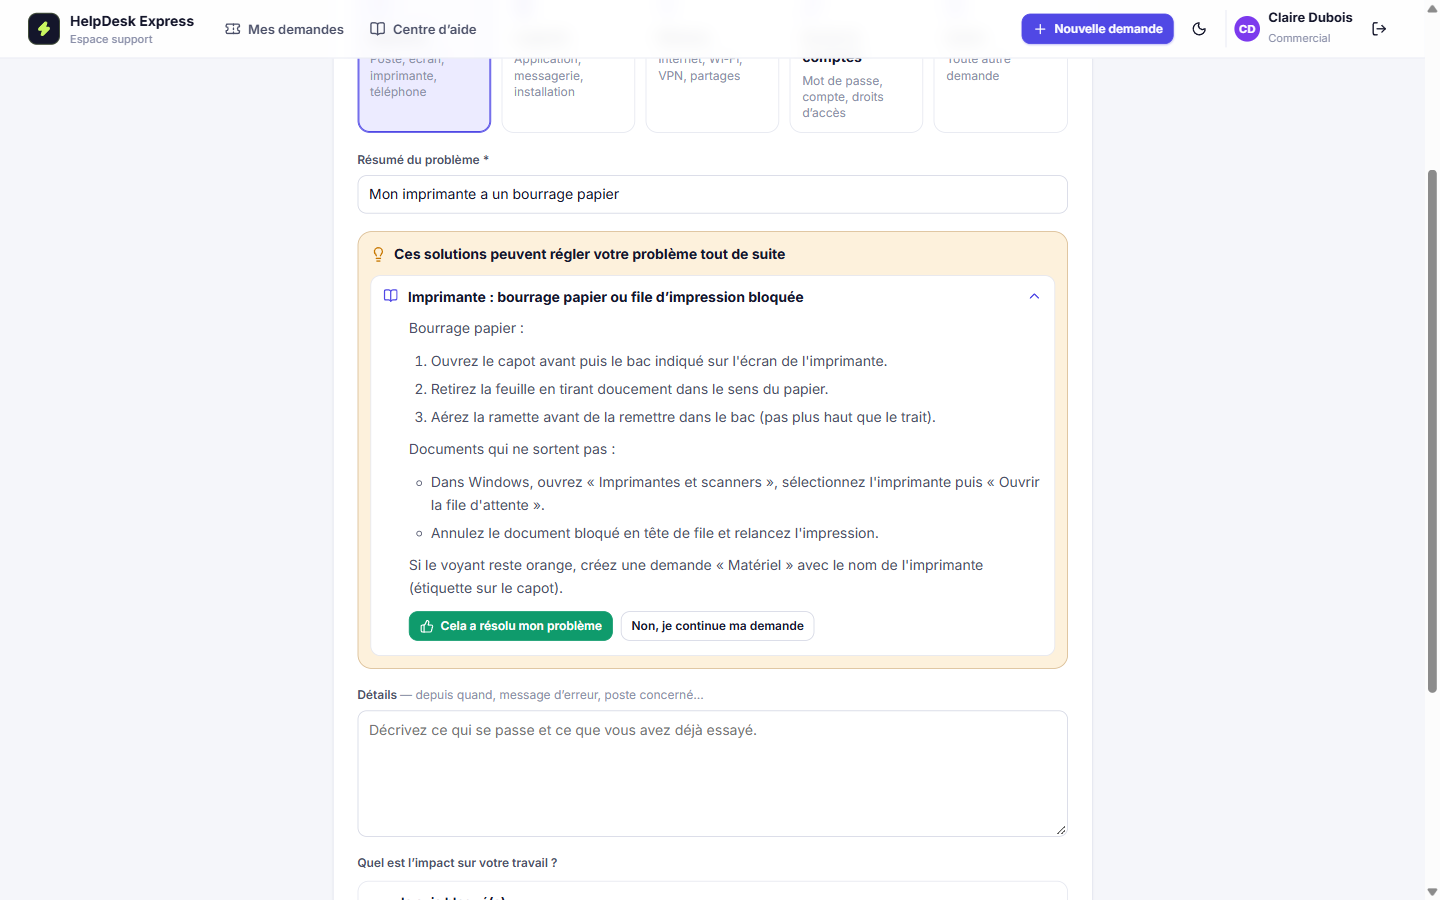 HelpDesk Express
Espace support
Mes demandes
Centre d’aide
Nouvelle demande
CD
Claire Dubois
Commercial
Poste, écran,
imprimante,
téléphone
Application,
messagerie,
installation
Internet, Wi-Fi,
VPN, partages
comptes
Mot de passe,
compte, droits
d’accès
Toute autre
demande
Résumé du problème *
Mon imprimante a un bourrage papier
Ces solutions peuvent régler votre problème tout de suite
Imprimante : bourrage papier ou file d’impression bloquée
Bourrage papier :
1. Ouvrez le capot avant puis le bac indiqué sur l'écran de l'imprimante.
2. Retirez la feuille en tirant doucement dans le sens du papier.
3. Aérez la ramette avant de la remettre dans le bac (pas plus haut que le trait).
Documents qui ne sortent pas :
Dans Windows, ouvrez « Imprimantes et scanners », sélectionnez l'imprimante puis « Ouvrir
la file d'attente ».
Annulez le document bloqué en tête de file et relancez l'impression.
Si le voyant reste orange, créez une demande « Matériel » avec le nom de l'imprimante
(étiquette sur le capot).
Cela a résolu mon problème
Non, je continue ma demande
Détails — depuis quand, message d’erreur, poste concerné…
Décrivez ce qui se passe et ce que vous avez déjà essayé.
Quel est l’impact sur votre travail ?